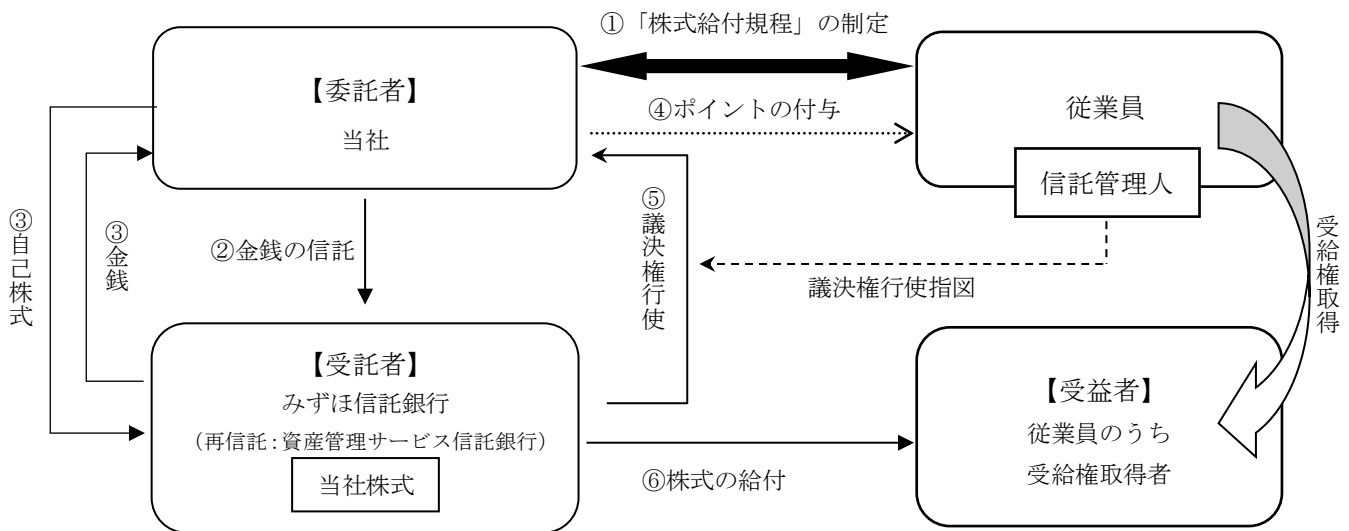 ①「株式給付規程」の制定
【委託者】
当社
④ポイントの付与
従業員
信託管理人
③自己株式
③金銭
②金銭の信託
⑤議決権行使
議決権行使指図
受給権取得
【受託者】
みずほ信託銀行
(再信託:資産管理サービス信託銀行)
当社株式
⑥株式の給付
【受益者】
従業員のうち
受給権取得者